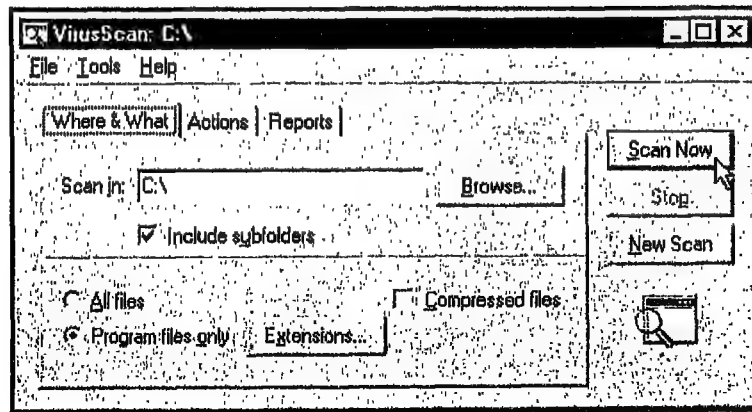 VirusScan: C:\
File Tools Help
Where & What Actions Reports
Scan Now
Scan in: C:\ Browse...
Stop
Include subfolders
New Scan
All files Compressed files
Program files only Extensions...